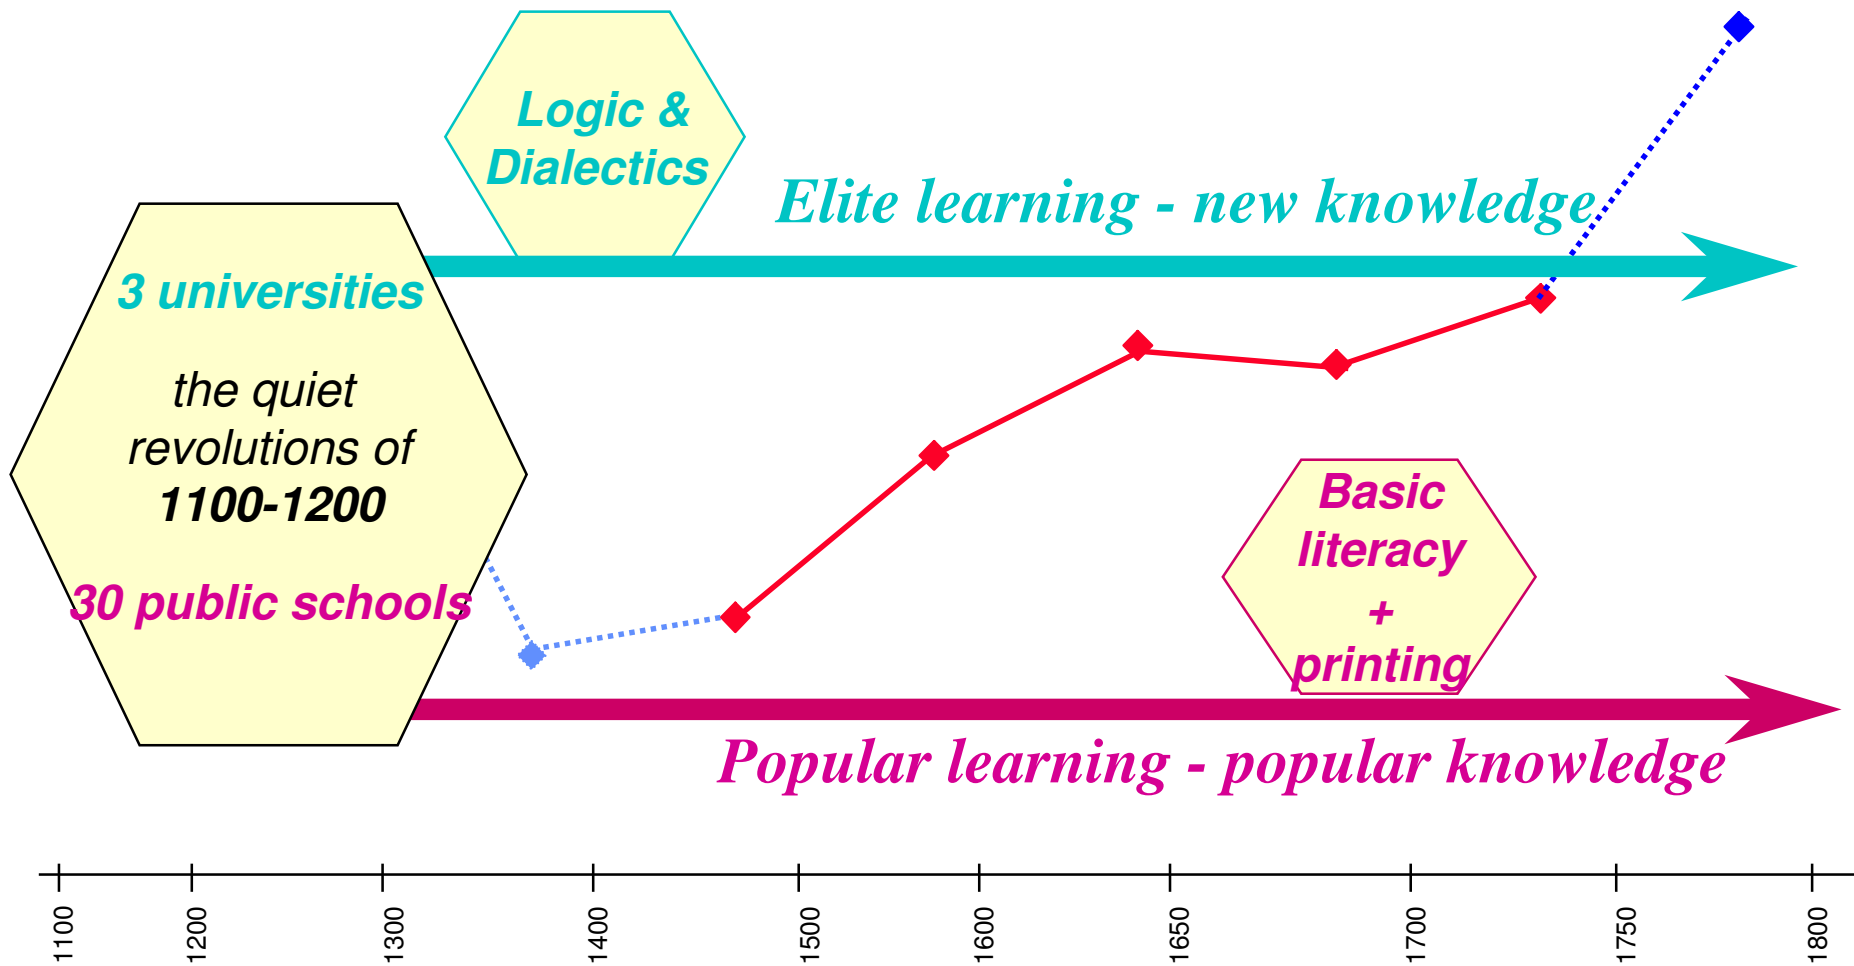 Logic &
Dialectics
Elite learning - new knowledge
3 universities
the quiet
revolutions of
1100-1200
30 public schools
Basic
literacy
+
printing
Popular learning - popular knowledge
1100
1200
1300
1400
1500
1600
1650
1700
1750
1800